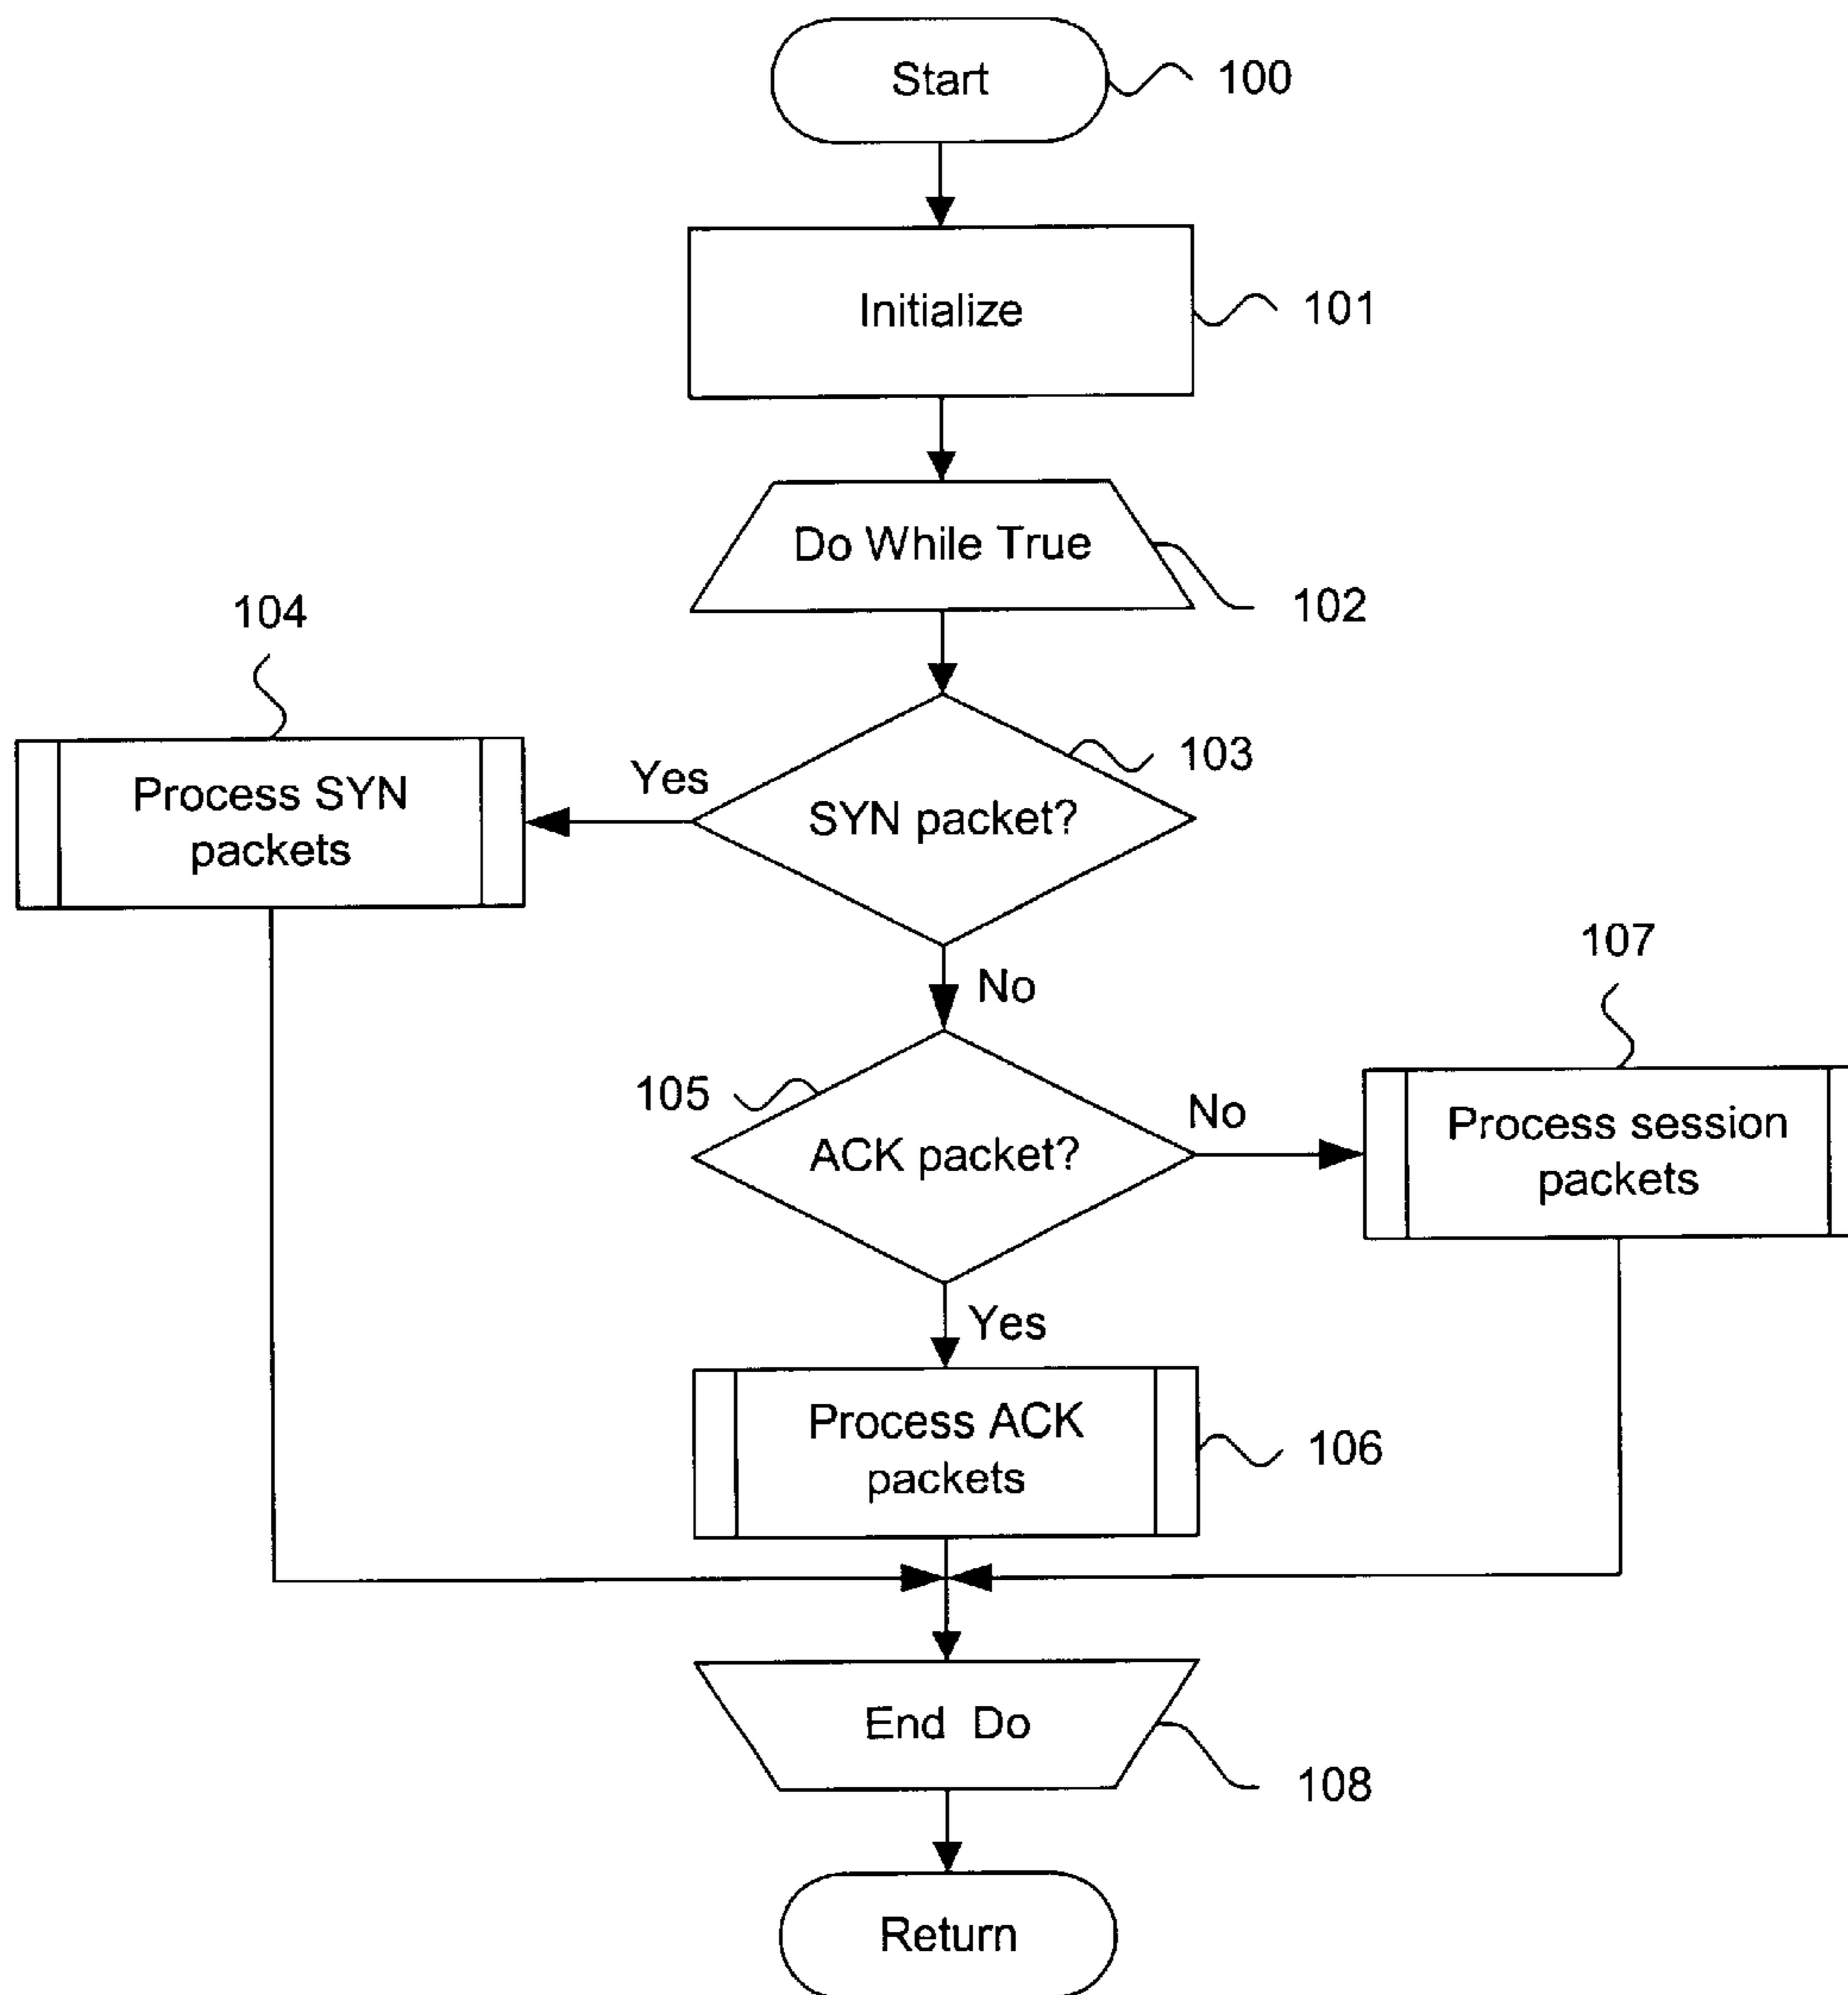 Start
100
Initialize
101
Do While True
102
104
103
Process SYN
packets
Yes
SYN packet?
No
107
105
ACK packet?
No
Process session
packets
Yes
Process ACK
packets
106
End Do
108
Return